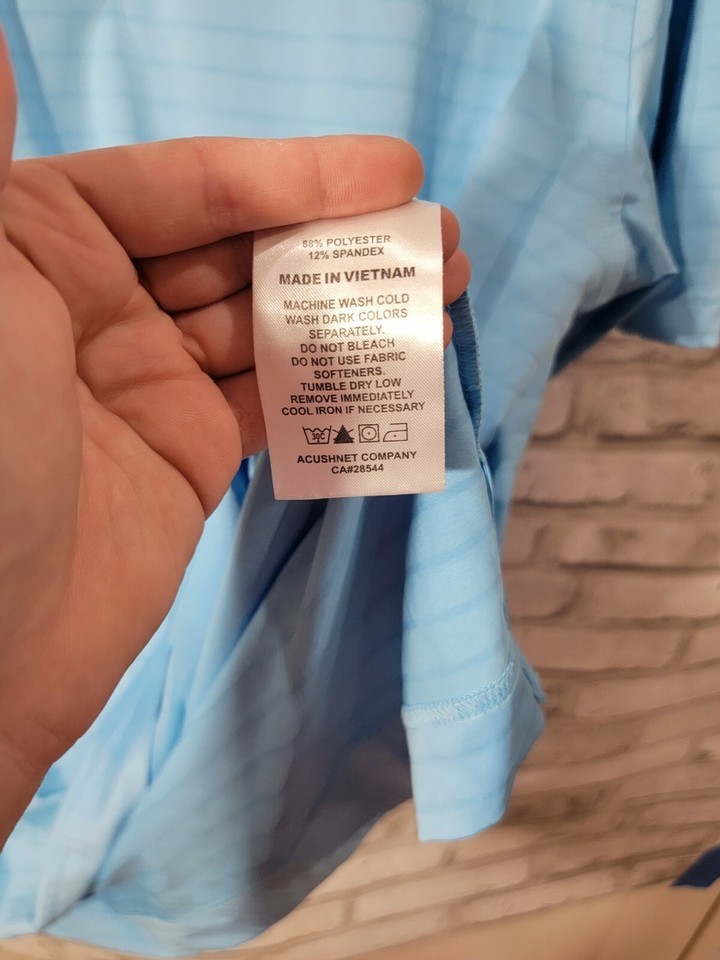 88% POLYESTER
12% SPANDEX
MADE IN VIETNAM
MACHINE WASH COLD
WASH DARK COLORS
SEPARATELY.
DO NOT BLEACH
DO NOT USE FABRIC
SOFTENERS.
TUMBLE DRY LOW
REMOVE IMMEDIATELY
COOL IRON IF NECESSARY
30C
ACUSHNET COMPANY
CA#28544